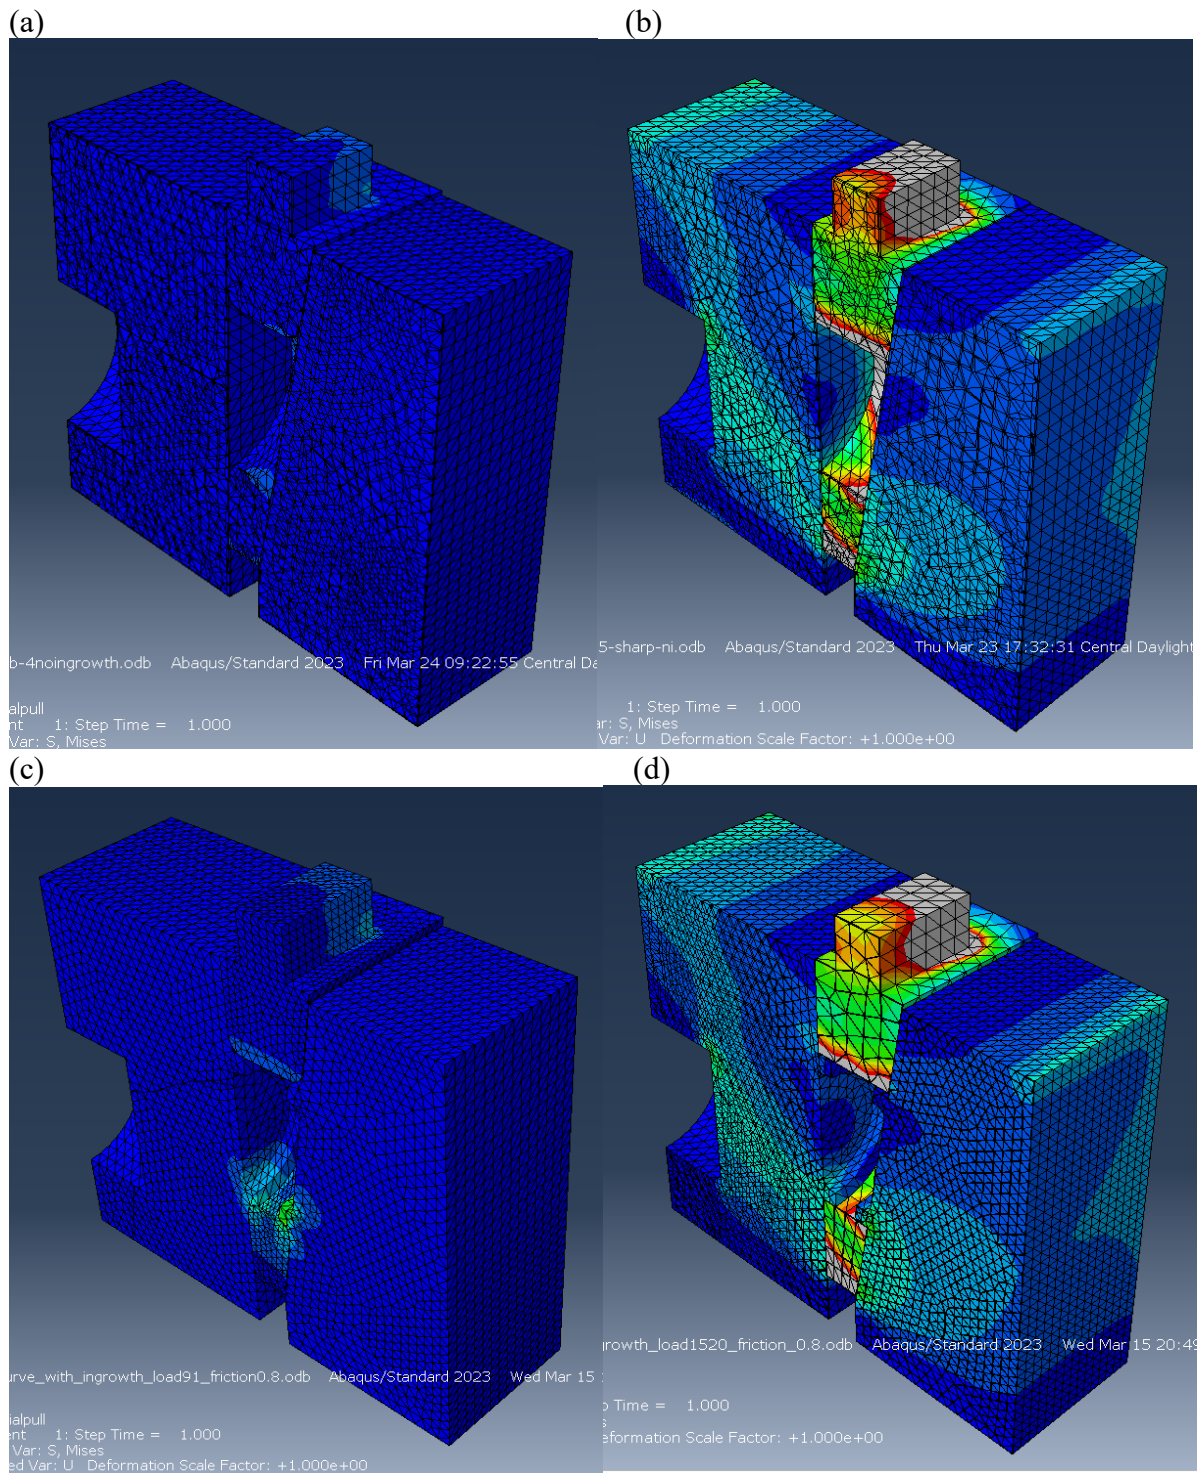 (a)
(b)
b-4noingrowth.odb Abaqus/Standard 2023 Fri Mar 24 09:22:55 Central Da
alpull
nt 1: Step Time = 1.000
Var: S, Mises
5-sharp-ni.odb Abaqus/Standard 2023 Thu Mar 23 17:32:31 Central Daylight
1: Step Time = 1.000
ar: S, Mises
Var: U Deformation Scale Factor: +1.000e+00
(c)
(d)
urve_with_ingrowth_load91_friction0.8.odb Abaqus/Standard 2023 Wed Mar 15
ialpull
ent 1: Step Time = 1.000
Var: S, Mises
ed Var: U Deformation Scale Factor: +1.000e+00
growth_load1520_friction_0.8.odb Abaqus/Standard 2023 Wed Mar 15 20:49
p Time = 1.000
s
eformation Scale Factor: +1.000e+00